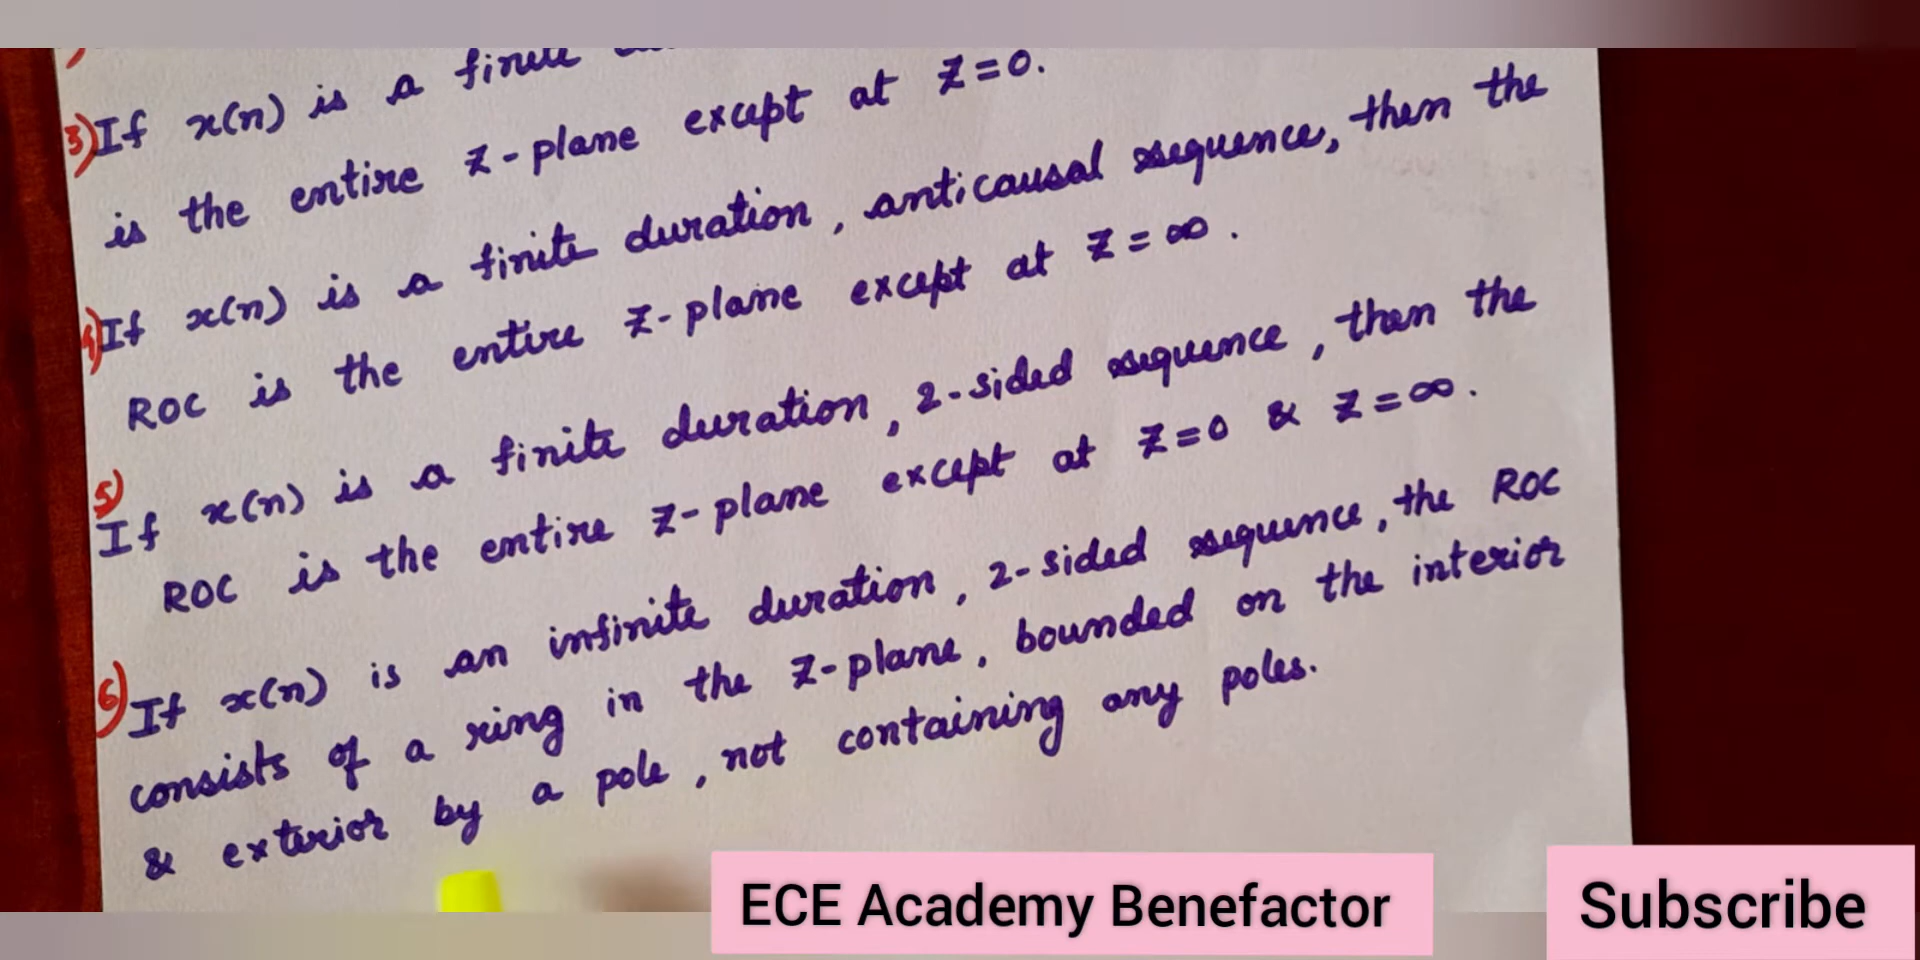 3) If x(n) is a finite
is the entire z-plane except at z=0.
4) If x(n) is a finite duration, anticausal sequence, then the
ROC is the entire z-plane except at z=∞.
5) If x(n) is a finite duration, 2-sided sequence, then the
ROC is the entire z-plane except at z=0 & z=∞.
6) If x(n) is an infinite duration, 2-sided sequence, the ROC
consists of a ring in the z-plane, bounded on the interior
& exterior by a pole, not containing any poles.
ECE Academy Benefactor
Subscribe